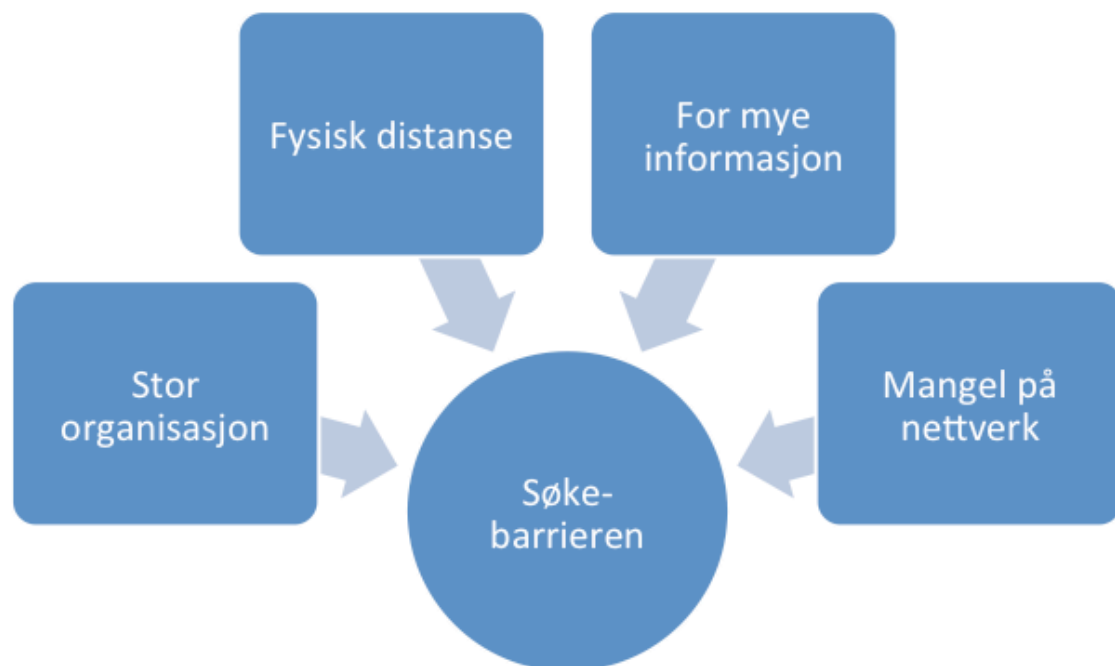 Fysisk distanse
For mye
informasjon
Stor
organisasjon
Mangel på
nettverk
Søke-
barrieren